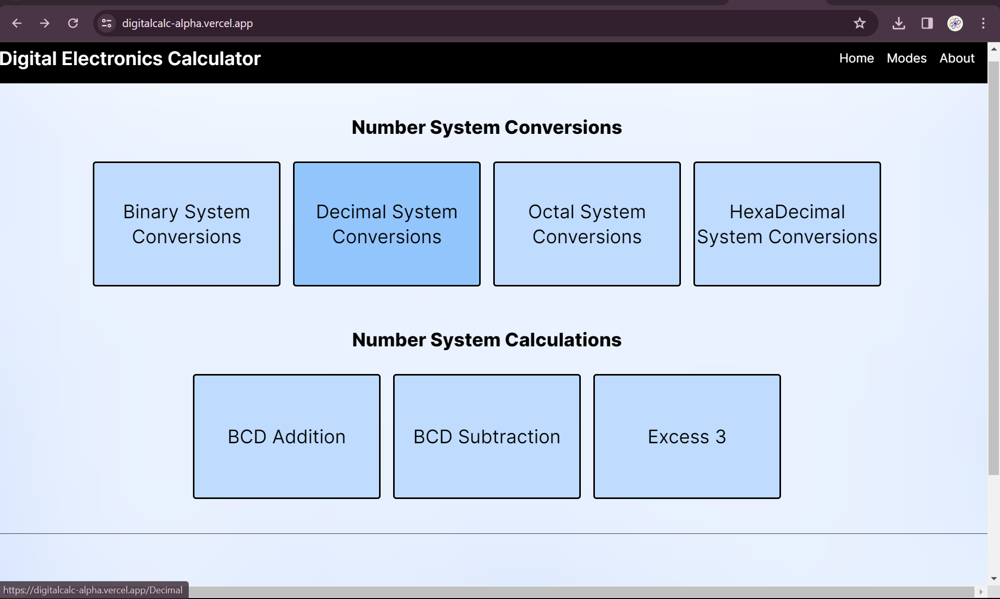 digitalcalc-alpha.vercel.app
Digital Electronics Calculator
Home Modes About
Number System Conversions
Binary System
Conversions
Decimal System
Conversions
Octal System
Conversions
HexaDecimal
System Conversions
Number System Calculations
BCD Addition
BCD Subtraction
Excess 3
https://digitalcalc-alpha.vercel.app/Decimal